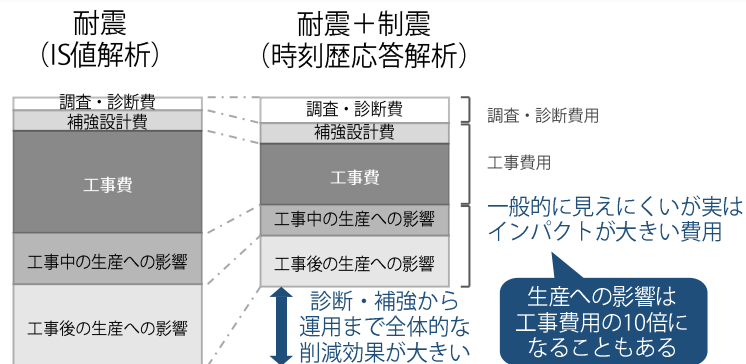 耐震
（IS値解析）
耐震＋制震
（時刻歴応答解析）
調査・診断費
補強設計費
工事費
工事中の生産への影響
工事後の生産への影響
調査・診断費
補強設計費
工事費
工事中の生産への影響
工事後の生産への影響
調査・診断費用
工事費用
一般的に見えにくいが実は
インパクトが大きい費用
診断・補強から
運用まで全体的な
削減効果が大きい
生産への影響は
工事費用の10倍に
なることもある